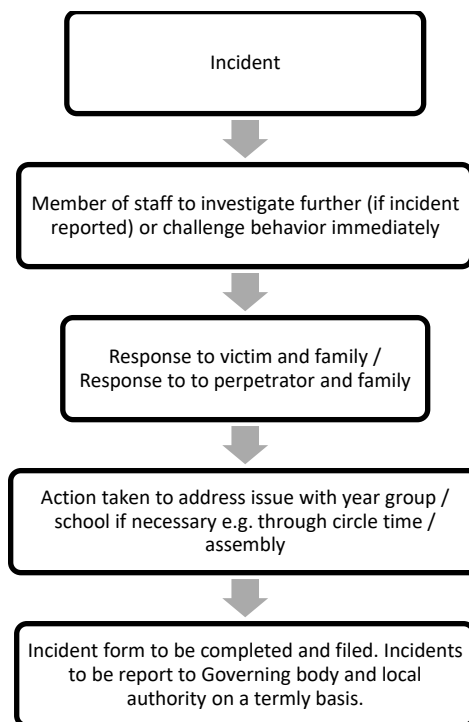 Incident
Member of staff to investigate further (if incident
reported) or challenge behavior immediately
Response to victim and family /
Response to to perpetrator and family
Action taken to address issue with year group /
school if necessary e.g. through circle time /
assembly
Incident form to be completed and filed. Incidents
to be report to Governing body and local
authority on a termly basis.